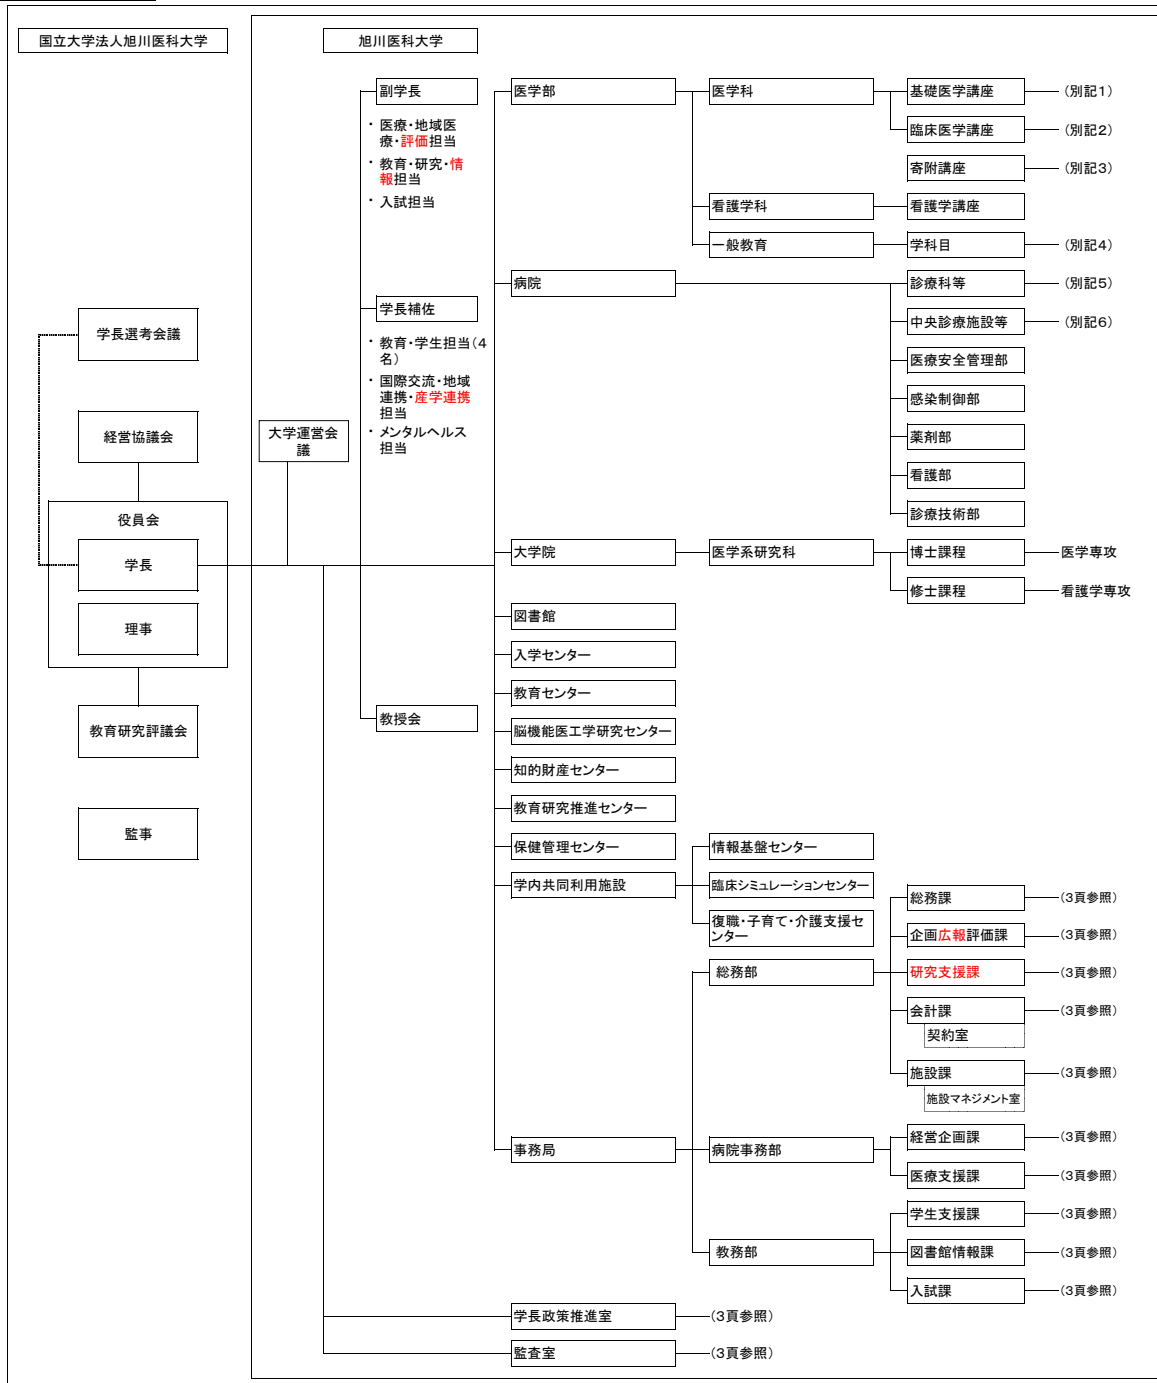 国立大学法人旭川医科大学
旭川医科大学
副学長
・ 医療・地域医
療・評価担当
・ 教育・研究・情
報担当
・ 入試担当
学長補佐
・ 教育・学生担当(4
名)
・ 国際交流・地域
連携・産学連携
担当
・ メンタルヘルス
担当
教授会
学長選考会議
経営協議会
役員会
学長
理事
教育研究評議会
監事
大学運営会
議
医学部
医学科
基礎医学講座
(別記1)
臨床医学講座
(別記2)
寄附講座
(別記3)
看護学科
看護学講座
一般教育
学科目
(別記4)
病院
診療科等
(別記5)
中央診療施設等
(別記6)
医療安全管理部
感染制御部
薬剤部
看護部
診療技術部
大学院
医学系研究科
博士課程
医学専攻
修士課程
看護学専攻
図書館
入学センター
教育センター
脳機能医工学研究センター
知的財産センター
教育研究推進センター
保健管理センター
学内共同利用施設
情報基盤センター
臨床シミュレーションセンター
復職・子育て・介護支援セ
ンター
事務局
総務部
総務課
(3頁参照)
企画広報評価課
(3頁参照)
研究支援課
(3頁参照)
会計課
(3頁参照)
契約室
施設課
(3頁参照)
施設マネジメント室
病院事務部
経営企画課
(3頁参照)
医療支援課
(3頁参照)
教務部
学生支援課
(3頁参照)
図書館情報課
(3頁参照)
入試課
(3頁参照)
学長政策推進室
(3頁参照)
監査室
(3頁参照)